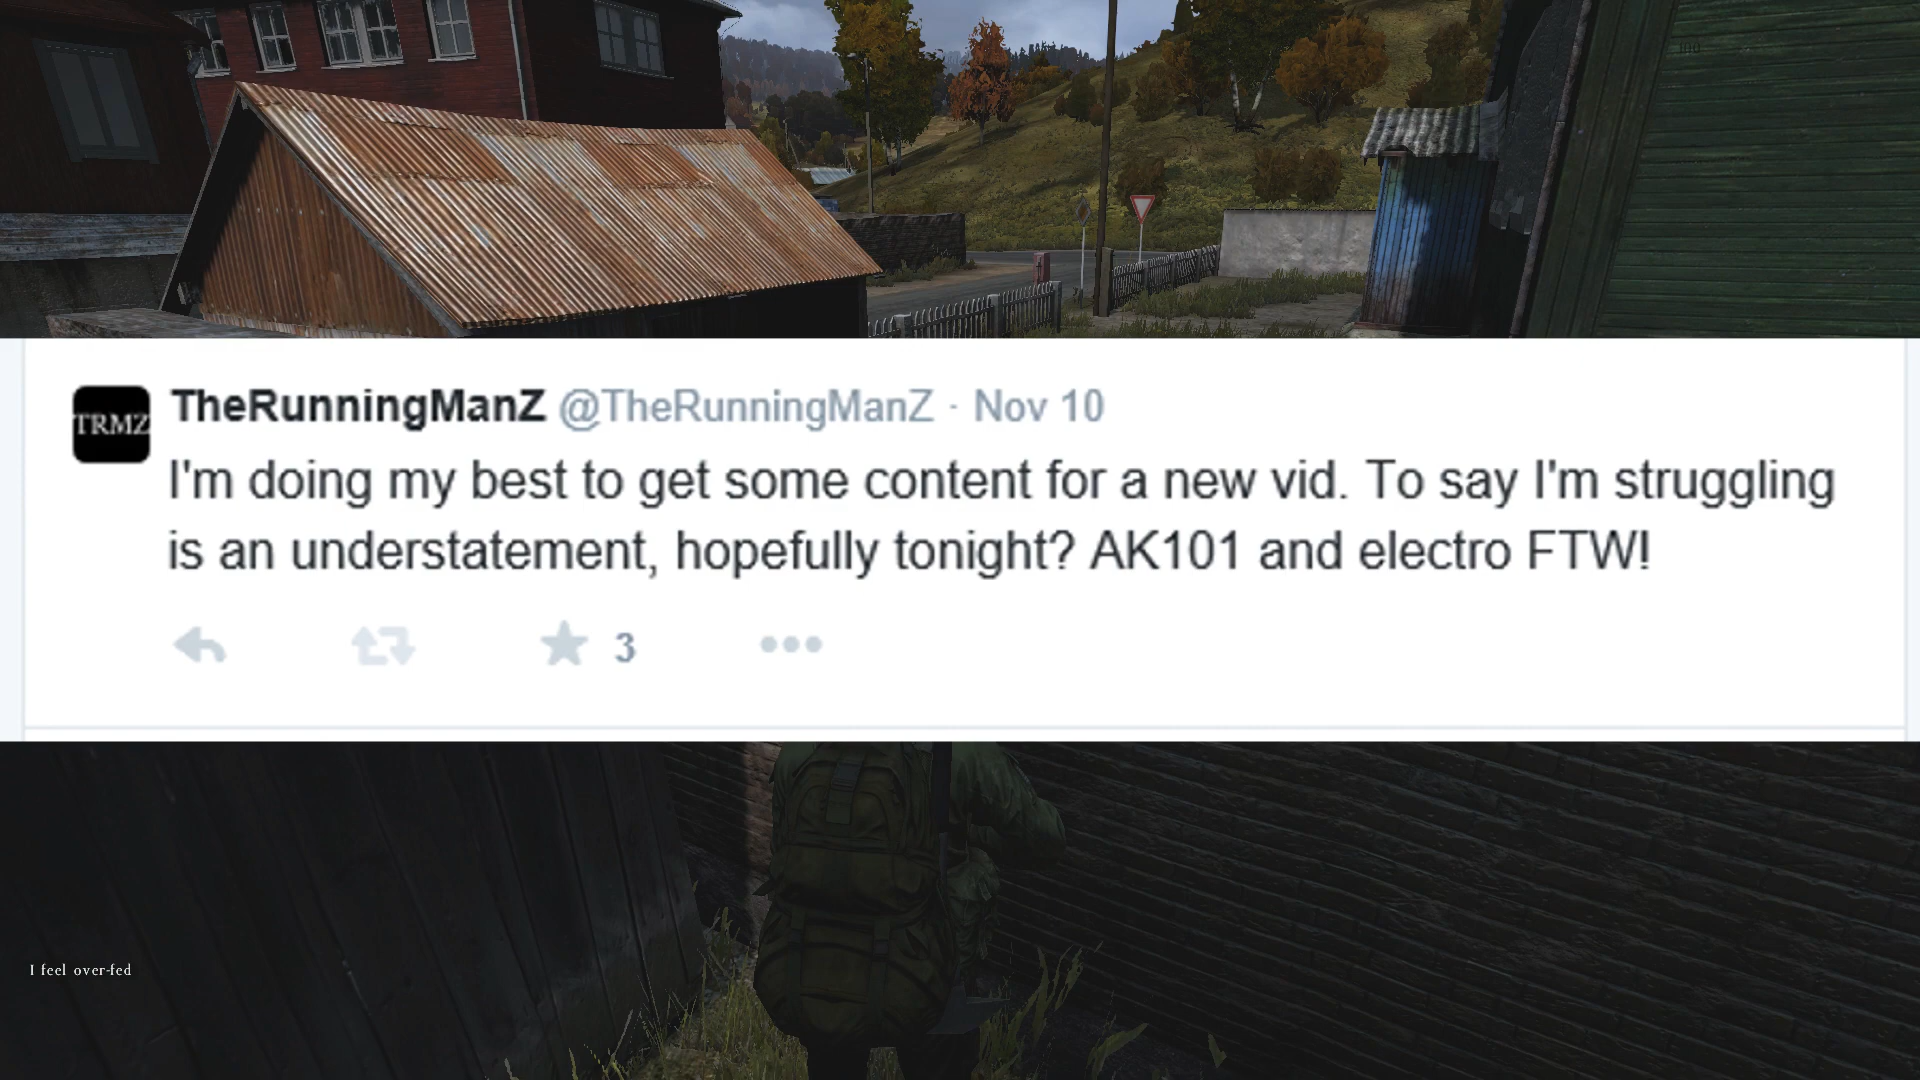 TRMZ
TheRunningManZ @TheRunningManZ · Nov 10
I'm doing my best to get some content for a new vid. To say I'm struggling
is an understatement, hopefully tonight? AK101 and electro FTW!
3
I feel over-fed